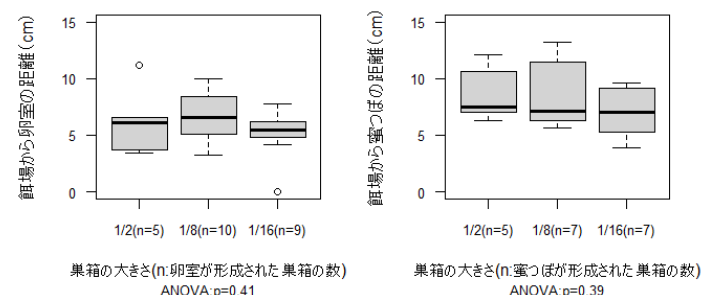 餌場から卵室の距離(cm)
15
10
5
0
1/2(n=5) 1/8(n=10) 1/16(n=9)
巣箱の大きさ(n:卵室が形成された巣箱の数)
ANOVA:p=0.41
餌場から蜜つぼの距離(cm)
15
10
5
0
1/2(n=5) 1/8(n=7) 1/16(n=7)
巣箱の大きさ(n:蜜つぼが形成された巣箱の数)
ANOVA:p=0.39